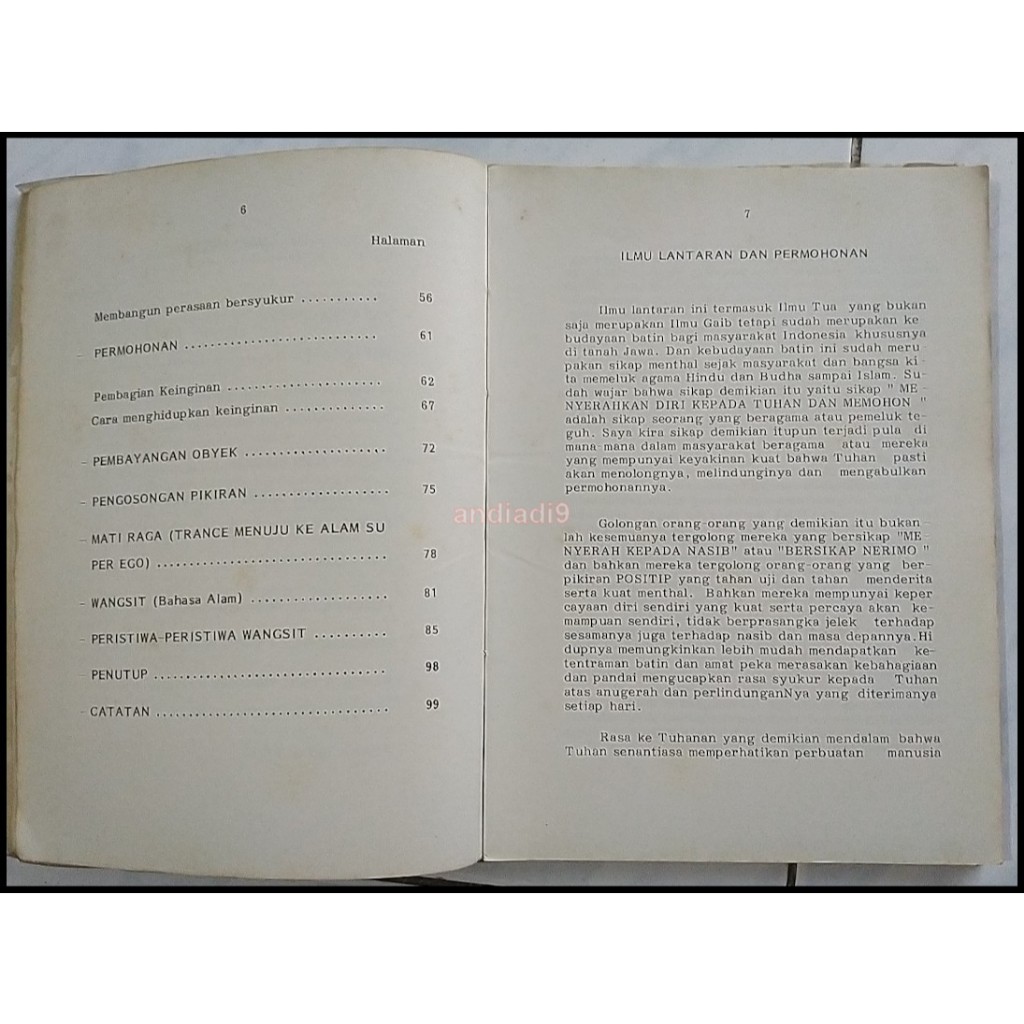 6
Halaman
Membangun perasaan bersyukur ........... 56
- PERMOHONAN ............................ 61
Pembagian Keinginan ...................... 62
Cara menghidupkan keinginan .............. 67
- PEMBAYANGAN OBYEK .................... 72
- PENGOSONGAN PIKIRAN ................... 75
- MATI RAGA (TRANCE MENUJU KE ALAM SU
PER EGO) ................................. 78
- WANGSIT (Bahasa Alam) .................... 81
- PERISTIWA-PERISTIWA WANGSIT .......... 85
- PENUTUP ................................. 98
- CATATAN ................................. 99
7
ILMU LANTARAN DAN PERMOHONAN
Ilmu lantaran ini termasuk Ilmu Tua yang bukan
saja merupakan Ilmu Gaib tetapi sudah merupakan ke
budayaan batin bagi masyarakat Indonesia khususnya
di tanah Jawa. Dan kebudayaan batin ini sudah meru-
pakan sikap menthal sejak masyarakat dan bangsa ki-
ta memeluk agama Hindu dan Budha sampai Islam. Su-
dah wujar bahwa sikap demikian itu yaitu sikap " ME-
NYERAHKAN DIRI KEPADA TUHAN DAN MEMOHON "
adalah sikap seorang yang beragama atau pemeluk te-
guh. Saya kira sikap demikian itupun terjadi pula di
mana-mana dalam masyarakat beragama atau mereka
yang mempunyai keyakinan kuat bahwa Tuhan pasti
akan menolongnya, melindunginya dan mengabulkan
permohonannya.
andiadi9
Golongan orang-orang yang demikian itu bukan-
lah kesemuanya tergolong mereka yang bersikap "ME-
NYERAH KEPADA NASIB" atau "BERSIKAP NERIMO "
dan bahkan mereka tergolong orang-orang yang ber-
pikiran POSITIP yang tahan uji dan tahan menderita
serta kuat menthal. Bahkan mereka mempunyai keper
cayaan diri sendiri yang kuat serta percaya akan ke-
mampuan sendiri, tidak berprasangka jelek terhadap
sesamanya juga terhadap nasib dan masa depannya.Hi
dupnya memungkinkan lebih mudah mendapatkan ke-
tentraman batin dan amat peka merasakan kebahagiaan
dan pandai mengucapkan rasa syukur kepada Tuhan
atas anugerah dan perlindunganNya yang diterimanya
setiap hari.
Rasa ke Tuhanan yang demikian mendalam bahwa
Tuhan senantiasa memperhatikan perbuatan manusia